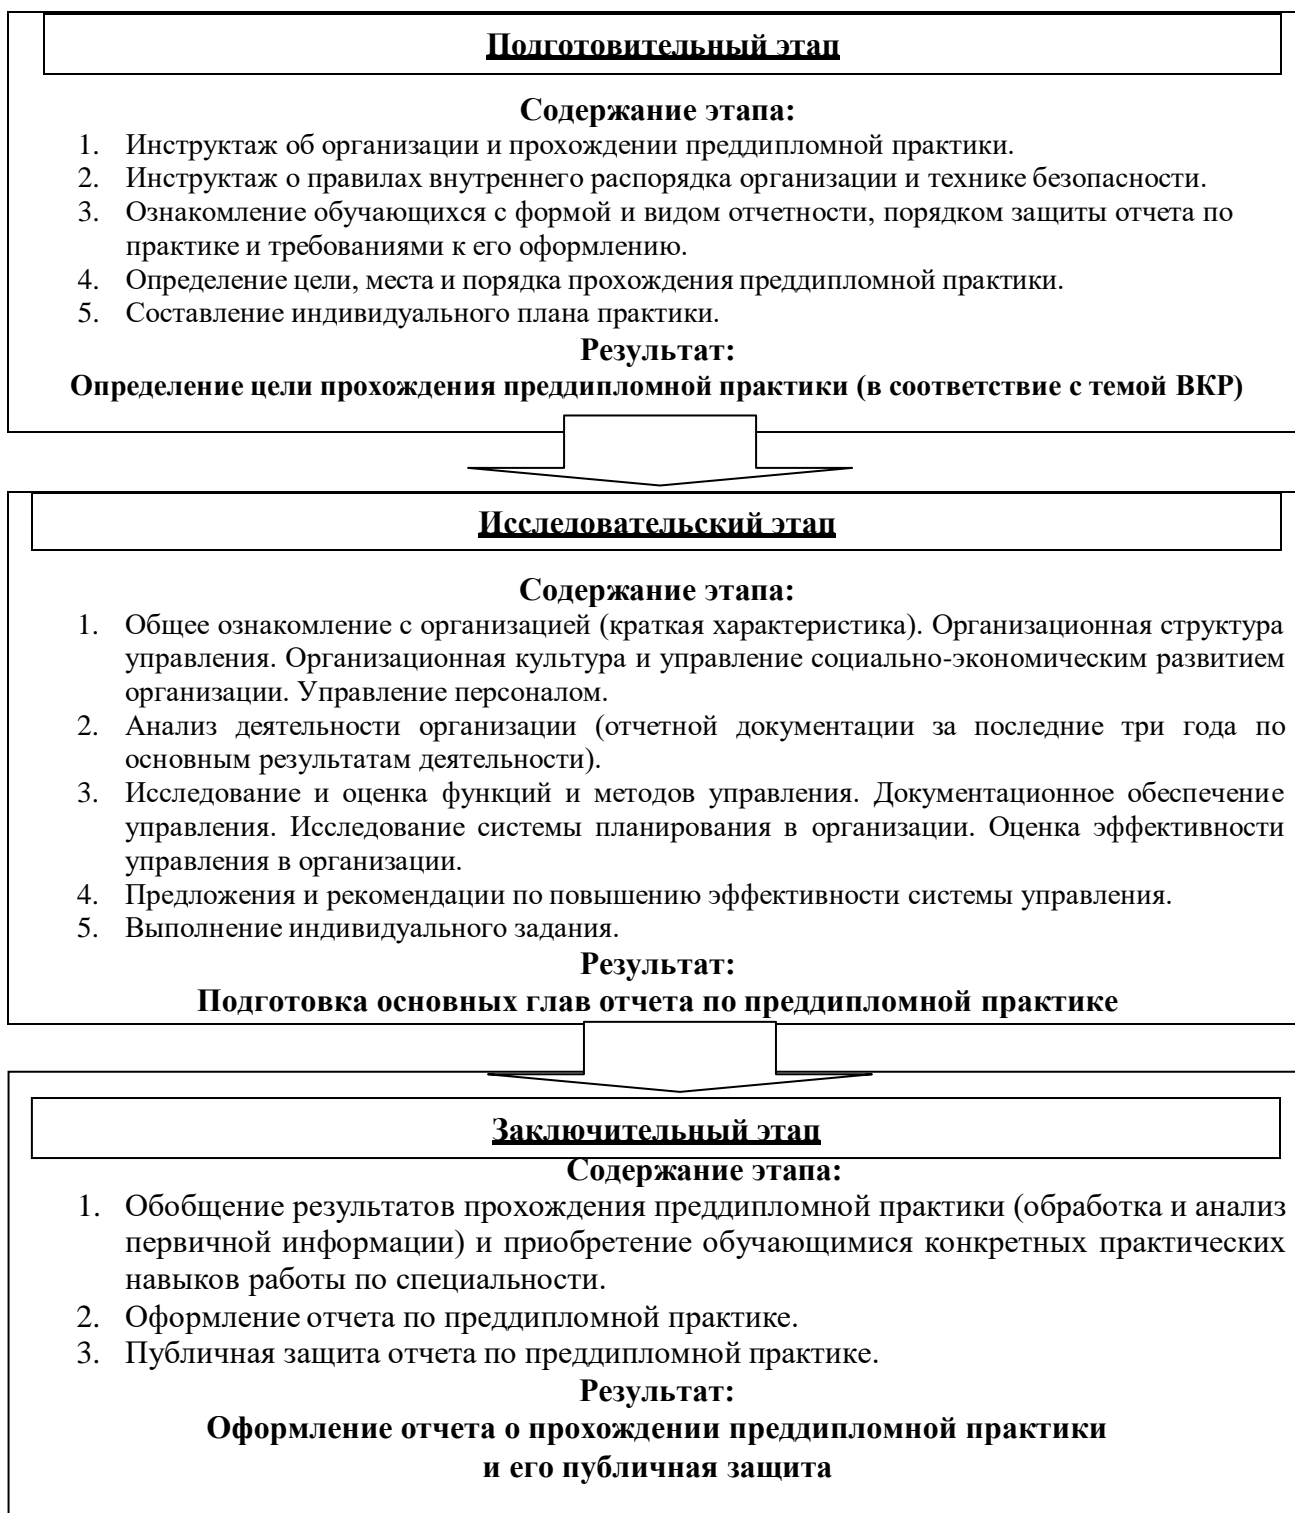 Подготовительный этап
Содержание этапа:
1. Инструктаж об организации и прохождении преддипломной практики.
2. Инструктаж о правилах внутреннего распорядка организации и технике безопасности.
3. Ознакомление обучающихся с формой и видом отчетности, порядком защиты отчета по
практике и требованиями к его оформлению.
4. Определение цели, места и порядка прохождения преддипломной практики.
5. Составление индивидуального плана практики.
Результат:
Определение цели прохождения преддипломной практики (в соответствие с темой ВКР)
Исследовательский этап
Содержание этапа:
1. Общее ознакомление с организацией (краткая характеристика). Организационная структура
управления. Организационная культура и управление социально-экономическим развитием
организации. Управление персоналом.
2. Анализ деятельности организации (отчетной документации за последние три года по
основным результатам деятельности).
3. Исследование и оценка функций и методов управления. Документационное обеспечение
управления. Исследование системы планирования в организации. Оценка эффективности
управления в организации.
4. Предложения и рекомендации по повышению эффективности системы управления.
5. Выполнение индивидуального задания.
Результат:
Подготовка основных глав отчета по преддипломной практике
Заключительный этап
Содержание этапа:
1. Обобщение результатов прохождения преддипломной практики (обработка и анализ
первичной информации) и приобретение обучающимися конкретных практических
навыков работы по специальности.
2. Оформление отчета по преддипломной практике.
3. Публичная защита отчета по преддипломной практике.
Результат:
Оформление отчета о прохождении преддипломной практики
и его публичная защита